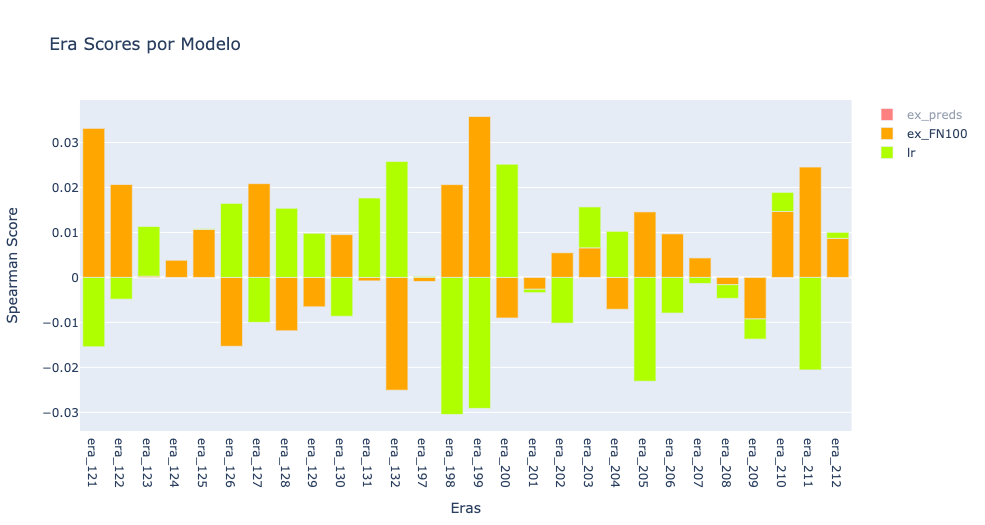 Era Scores por Modelo
ex_preds
ex_FN100
lr
Spearman Score
0.03
0.02
0.01
0
−0.01
−0.02
−0.03
era_121
era_122
era_123
era_124
era_125
era_126
era_127
era_128
era_129
era_130
era_131
era_132
era_197
era_198
era_199
era_200
era_201
era_202
era_203
era_204
era_205
era_206
era_207
era_208
era_209
era_210
era_211
era_212
Eras